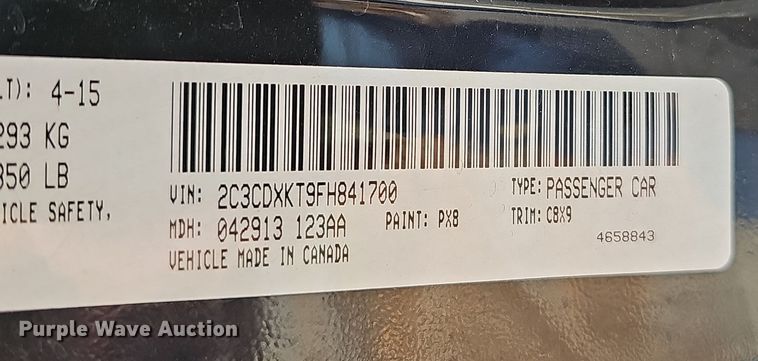 LT): 4-15
293 KG
350 LB
ICLE SAFETY,
VIN: 2C3CDXKT9FH841700 TYPE: PASSENGER CAR
MDH: 042913 123AA PAINT: PX8 TRIM: C8X9
VEHICLE MADE IN CANADA 4658843
Purple Wave Auction